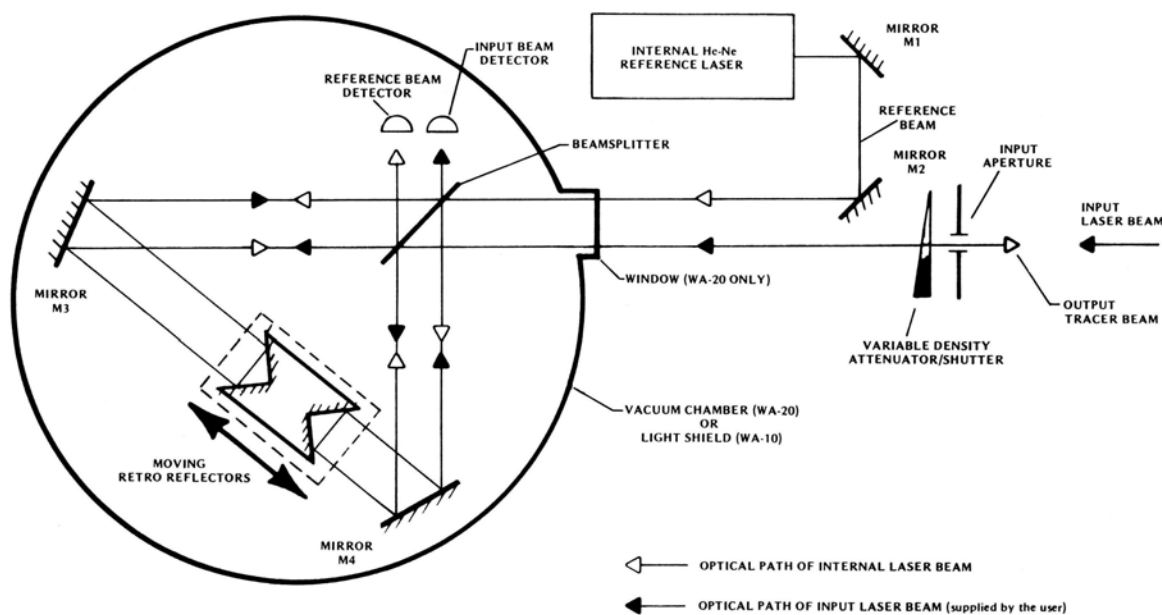 INTERNAL He-Ne
REFERENCE LASER
MIRROR
M1
INPUT BEAM
DETECTOR
REFERENCE BEAM
DETECTOR
REFERENCE
BEAM
BEAMSPLITTER
MIRROR
M2
INPUT
APERTURE
INPUT
LASER BEAM
MIRROR
M3
WINDOW (WA-20 ONLY)
OUTPUT
TRACER BEAM
VARIABLE DENSITY
ATTENUATOR/SHUTTER
VACUUM CHAMBER (WA-20)
OR
LIGHT SHIELD (WA-10)
MOVING
RETRO REFLECTORS
MIRROR
M4
OPTICAL PATH OF INTERNAL LASER BEAM
OPTICAL PATH OF INPUT LASER BEAM (supplied by the user)